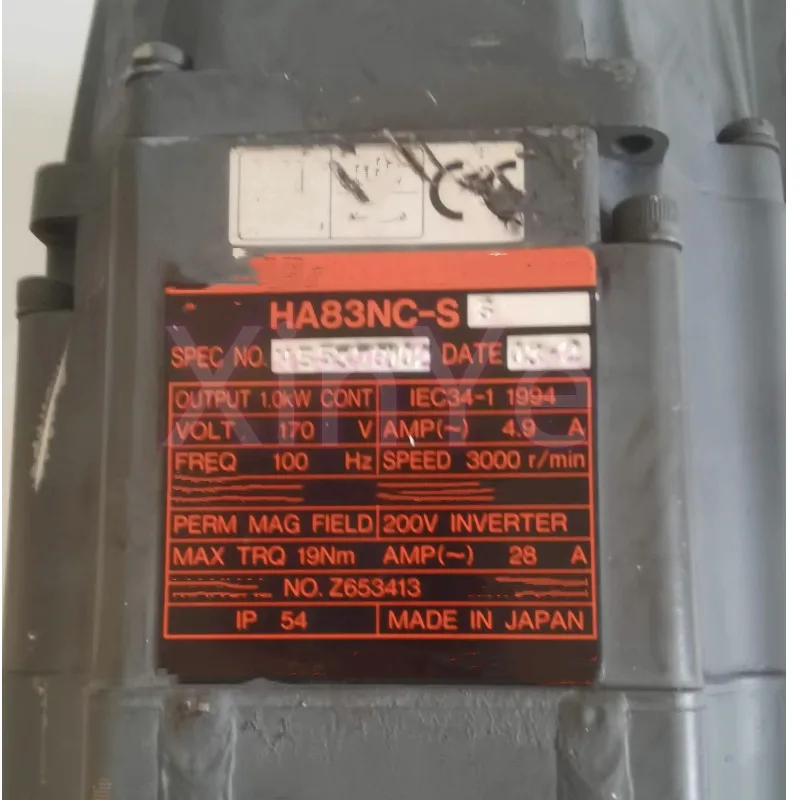 HA83NC-S
SPEC NO. DATE
OUTPUT 1.0kW CONT IEC34-1 1994
VOLT 170 V AMP(~) 4.9 A
FREQ 100 Hz SPEED 3000 r/min
PERM MAG FIELD 200V INVERTER
MAX TRQ 19Nm AMP(~) 28 A
NO. Z653413
IP 54 MADE IN JAPAN
XinYe